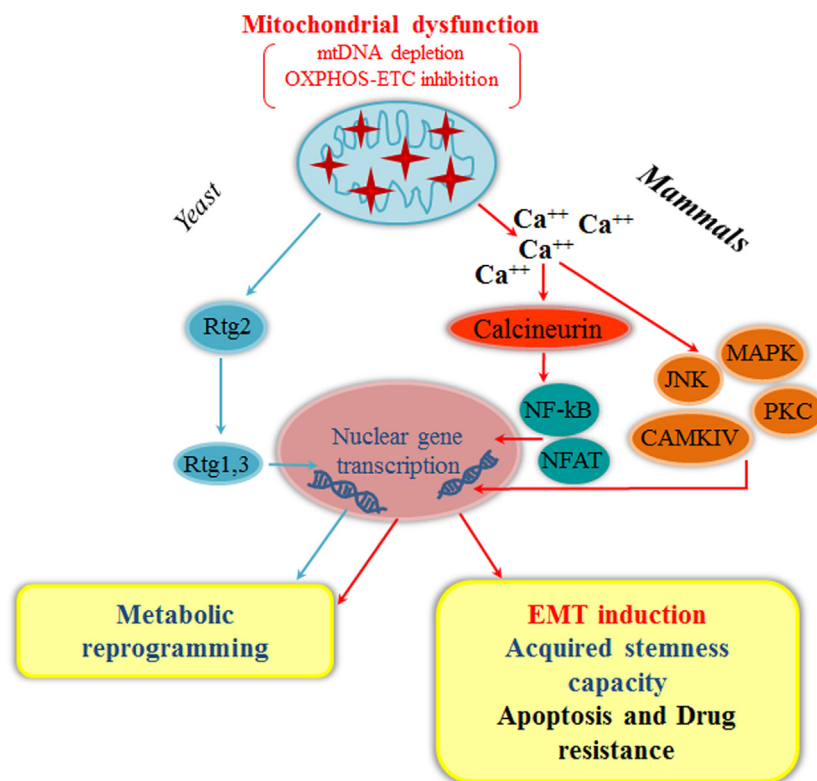 Mitochondrial dysfunction
mtDNA depletion
OXPHOS-ETC inhibition
Yeast
Mammals
Ca⁺⁺
Ca⁺⁺
Ca⁺⁺
Ca⁺⁺
Rtg2
Calcineurin
MAPK
JNK
PKC
CAMKIV
NF-kB
NFAT
Rtg1,3
Nuclear gene
transcription
Metabolic
reprogramming
EMT induction
Acquired stemness
capacity
Apoptosis and Drug
resistance